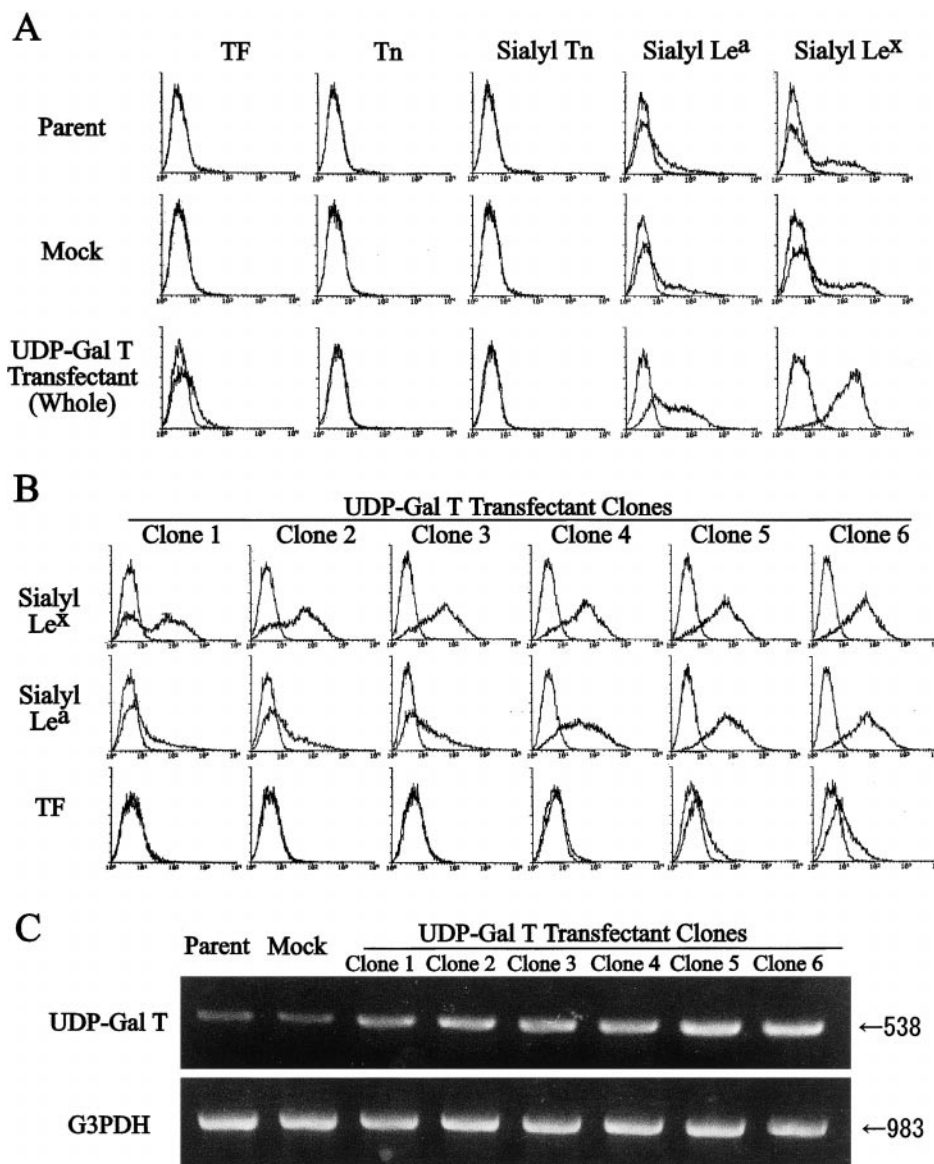 A
TF Tn Sialyl Tn Sialyl Leª Sialyl Leˣ
Parent
Mock
UDP-Gal T
Transfectant
(Whole)
B
UDP-Gal T Transfectant Clones
Clone 1 Clone 2 Clone 3 Clone 4 Clone 5 Clone 6
Sialyl
Leˣ
Sialyl
Leª
TF
C
Parent Mock UDP-Gal T Transfectant Clones
Clone 1 Clone 2 Clone 3 Clone 4 Clone 5 Clone 6
UDP-Gal T ←538
G3PDH ←983